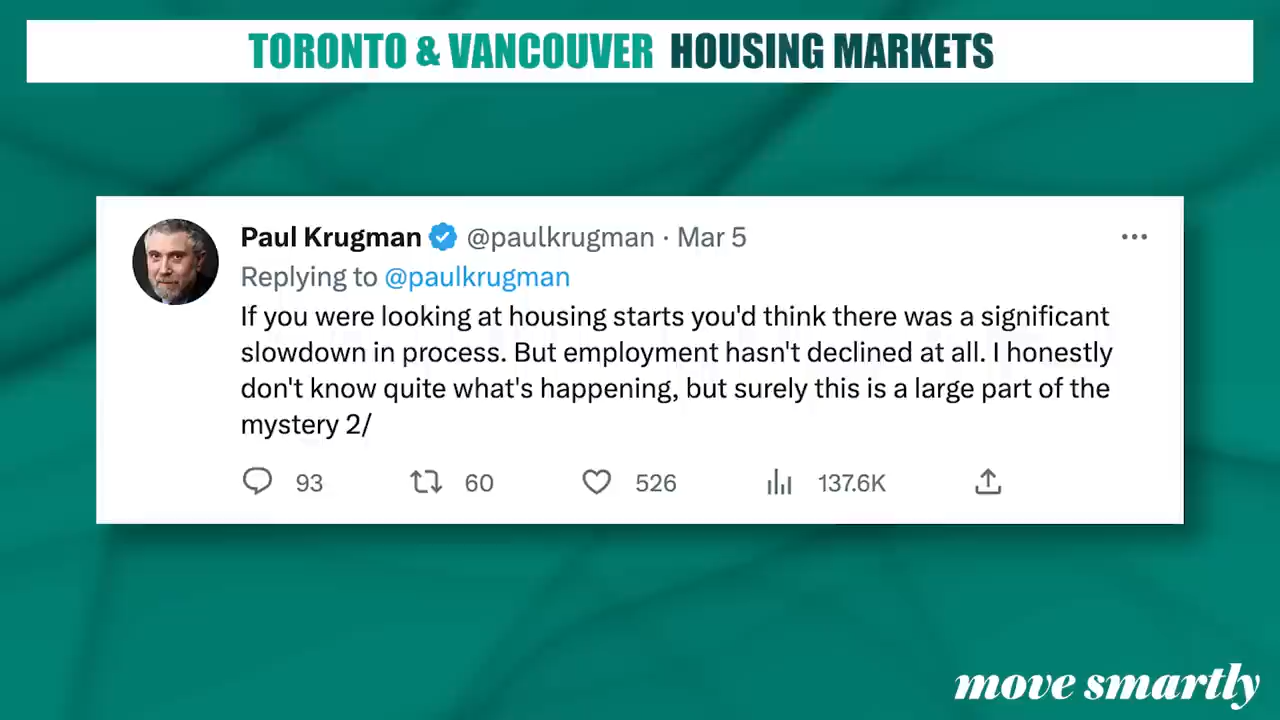 TORONTO & VANCOUVER HOUSING MARKETS
Paul Krugman @paulkrugman · Mar 5
Replying to @paulkrugman
If you were looking at housing starts you'd think there was a significant
slowdown in process. But employment hasn't declined at all. I honestly
don't know quite what's happening, but surely this is a large part of the
mystery 2/
93 60 526 137.6K
move smartly